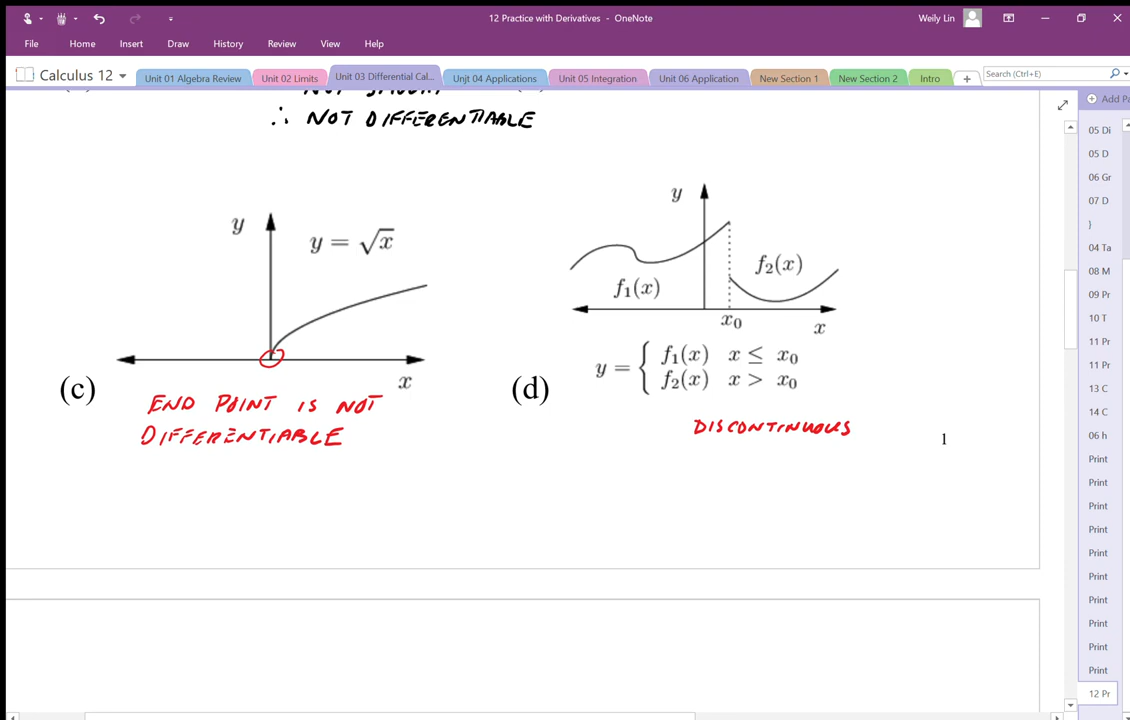 12 Practice with Derivatives - OneNote
Weily Lin
File Home Insert Draw History Review View Help
Calculus 12
Unit 01 Algebra Review
Unit 02 Limits
Unit 03 Differential Cal...
Unit 04 Applications
Unit 05 Integration
Unit 06 Application
New Section 1
New Section 2
Intro
Search (Ctrl+E)
∴ NOT DIFFERENTIABLE
y
y = √x
x
(c)
END POINT IS NOT
DIFFERENTIABLE
y
f₂(x)
f₁(x)
x₀
x
y = { f₁(x) x ≤ x₀
f₂(x) x > x₀
(d)
DISCONTINUOUS
1
Add Pa
05 Di
05 D
06 Gr
07 D
}
04 Ta
08 M
09 Pr
10 T
11 Pr
11 Pr
13 C
14 C
06 h
Print
Print
Print
Print
Print
Print
Print
Print
Print
Print
12 Pr